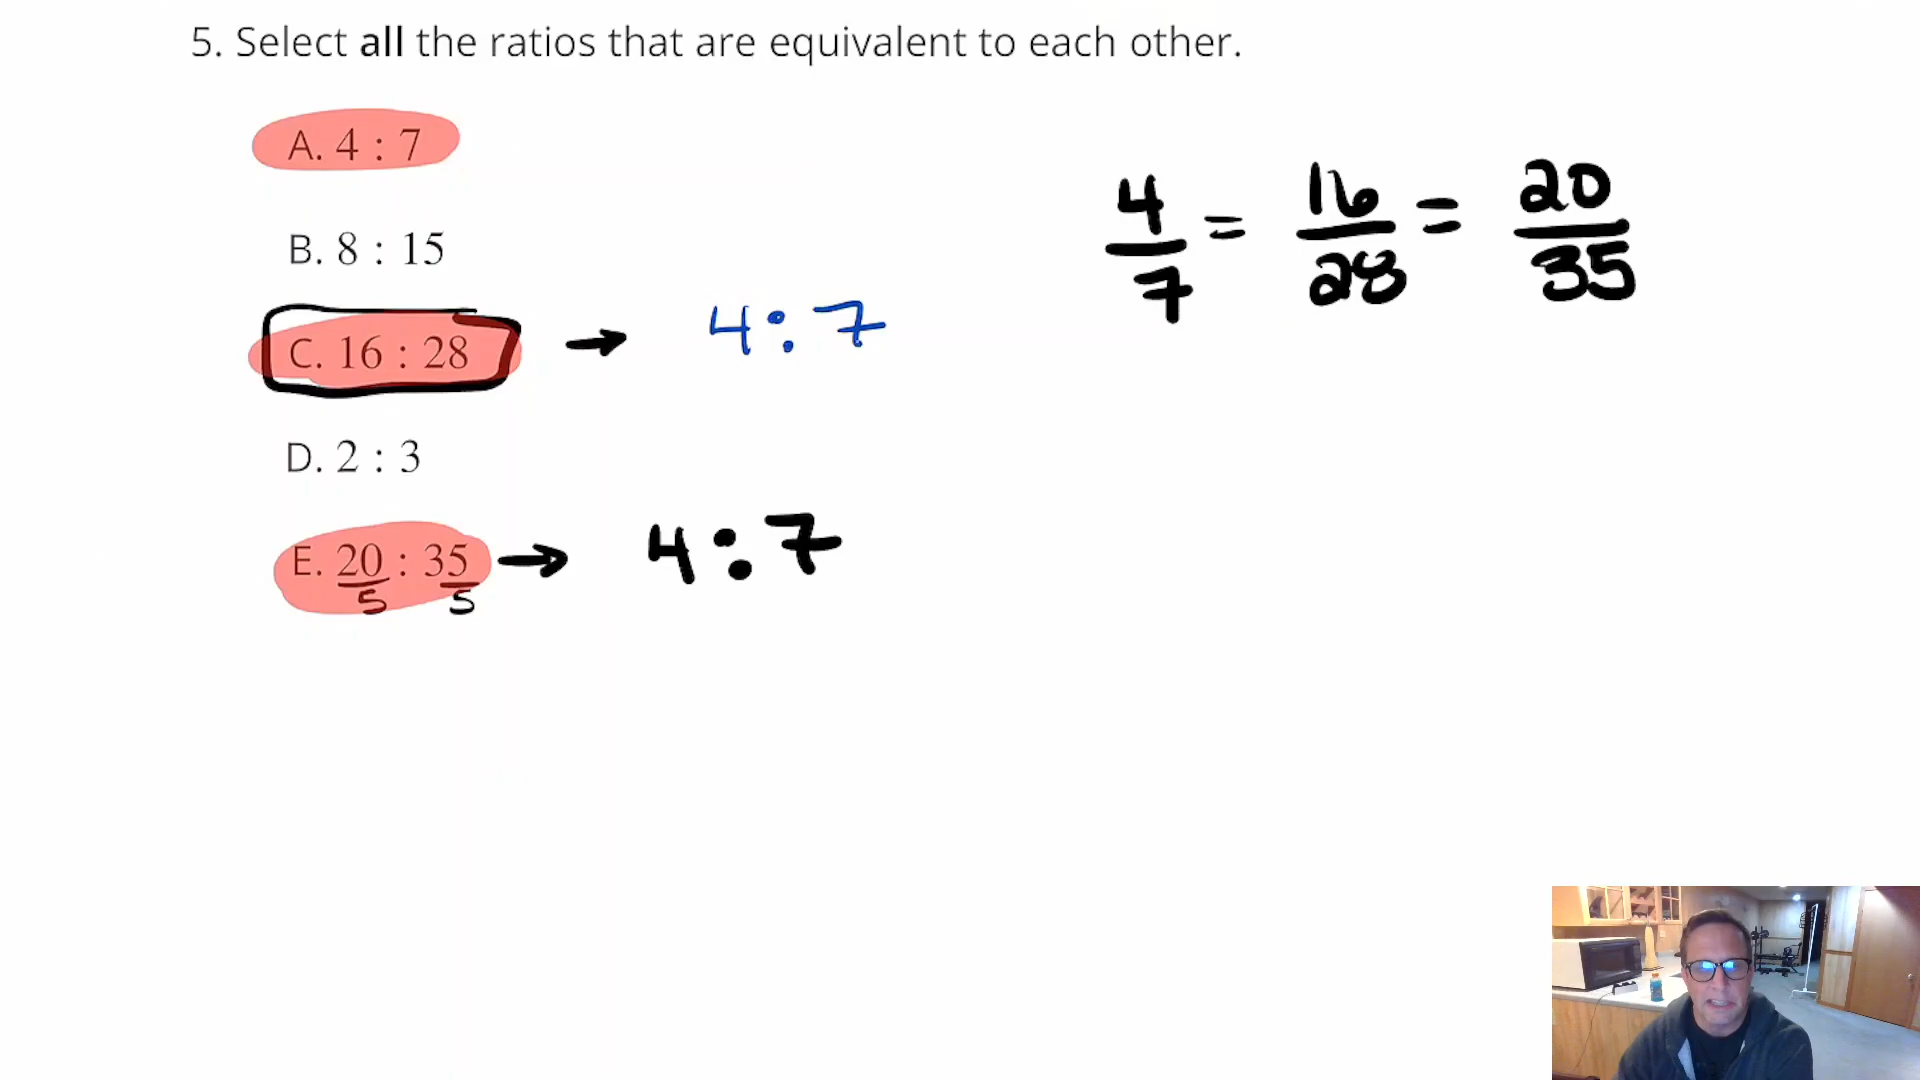 5. Select all the ratios that are equivalent to each other.
A. 4 : 7
B. 8 : 15
C. 16 : 28 → 4 : 7
D. 2 : 3
E. 20/5 : 35/5 → 4 : 7
4/7 = 16/28 = 20/35